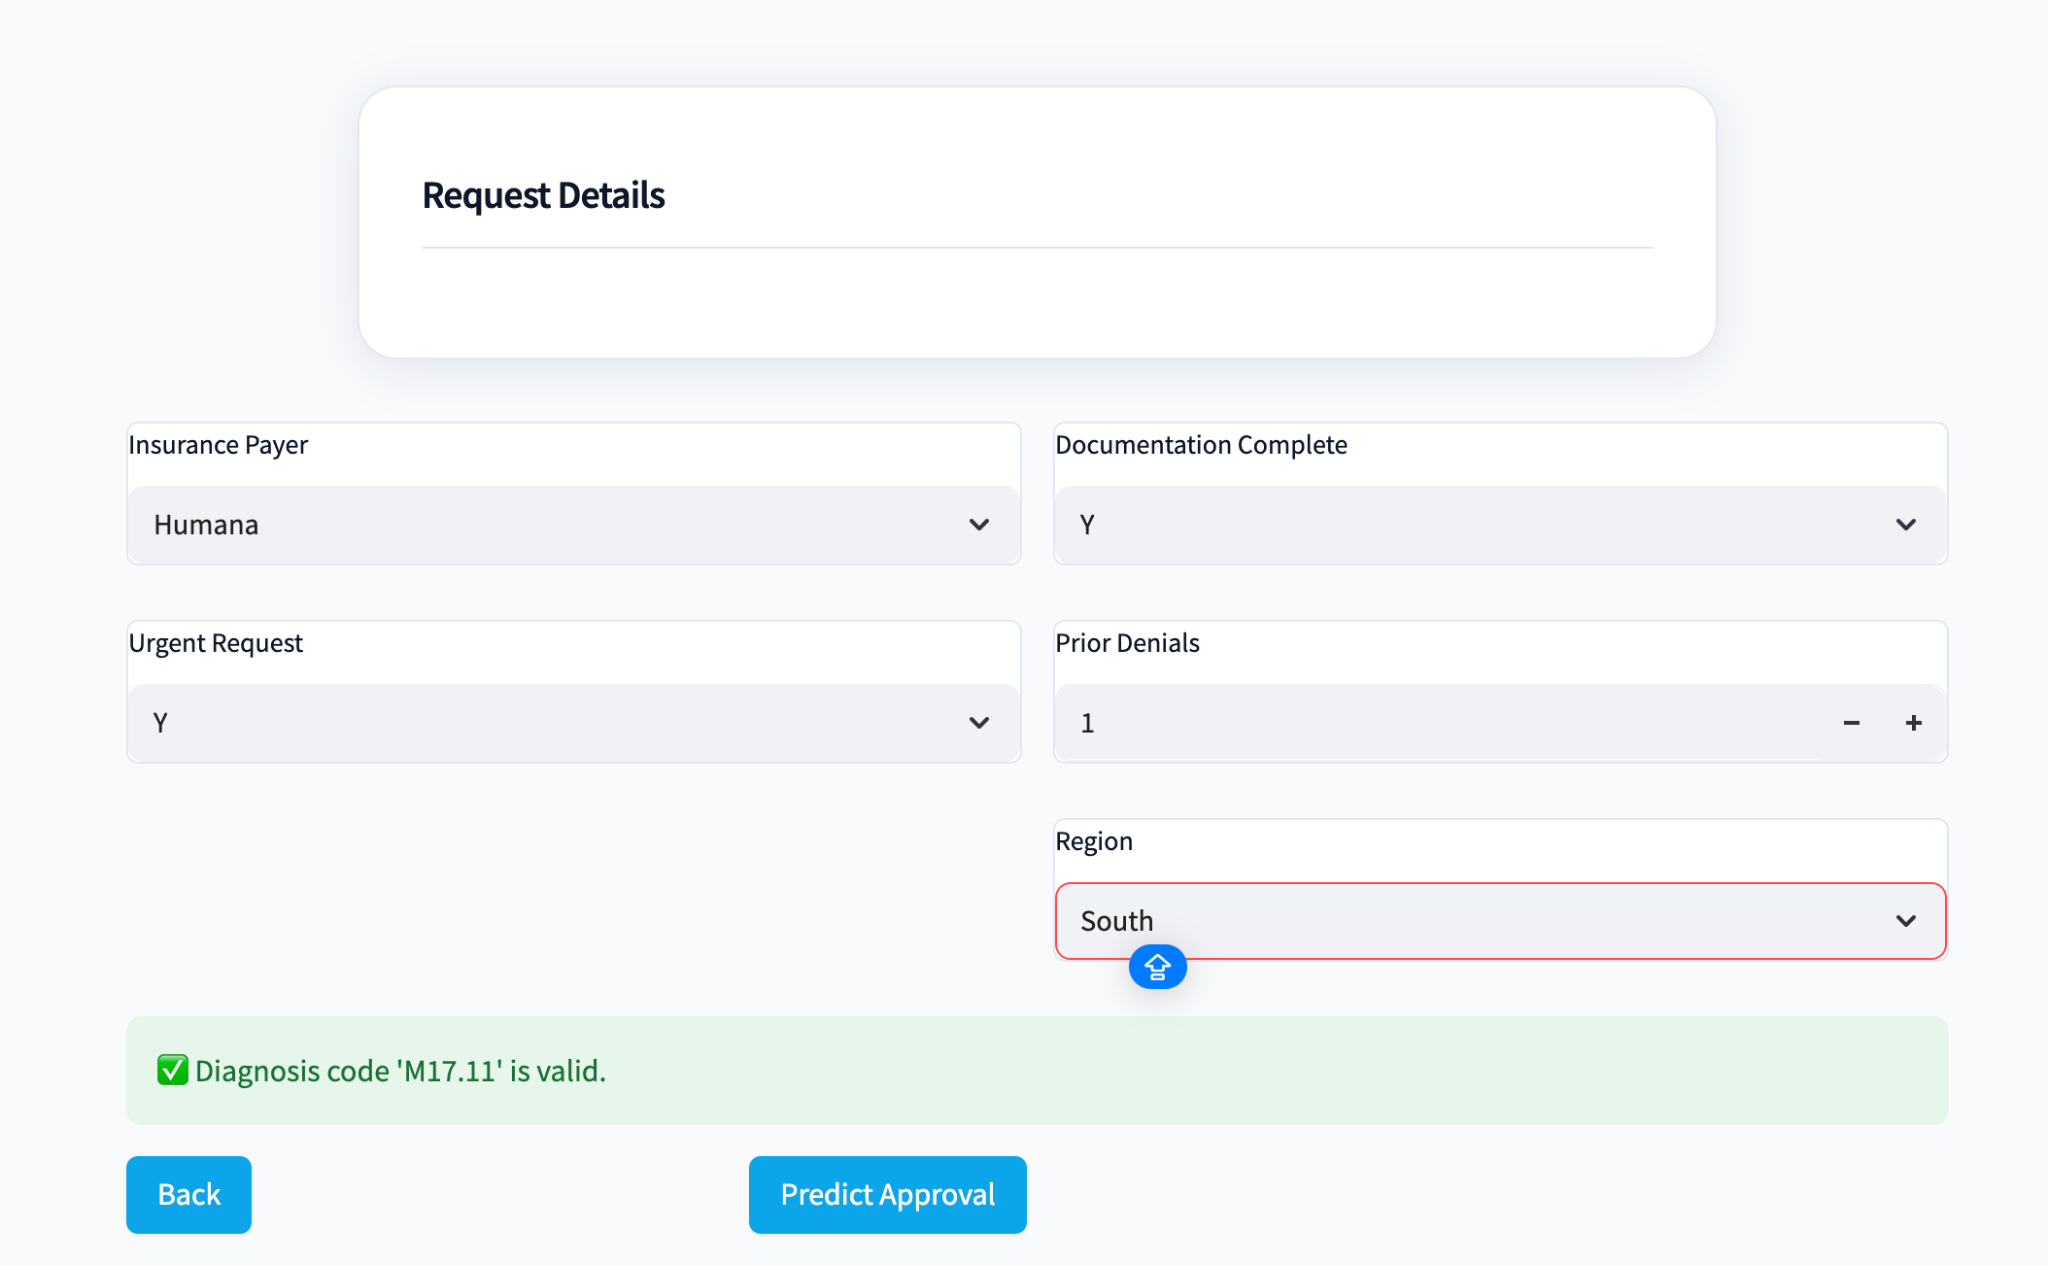 Request Details
Insurance Payer
Humana
Documentation Complete
Y
Urgent Request
Y
Prior Denials
1
Region
South
Diagnosis code 'M17.11' is valid.
Back
Predict Approval